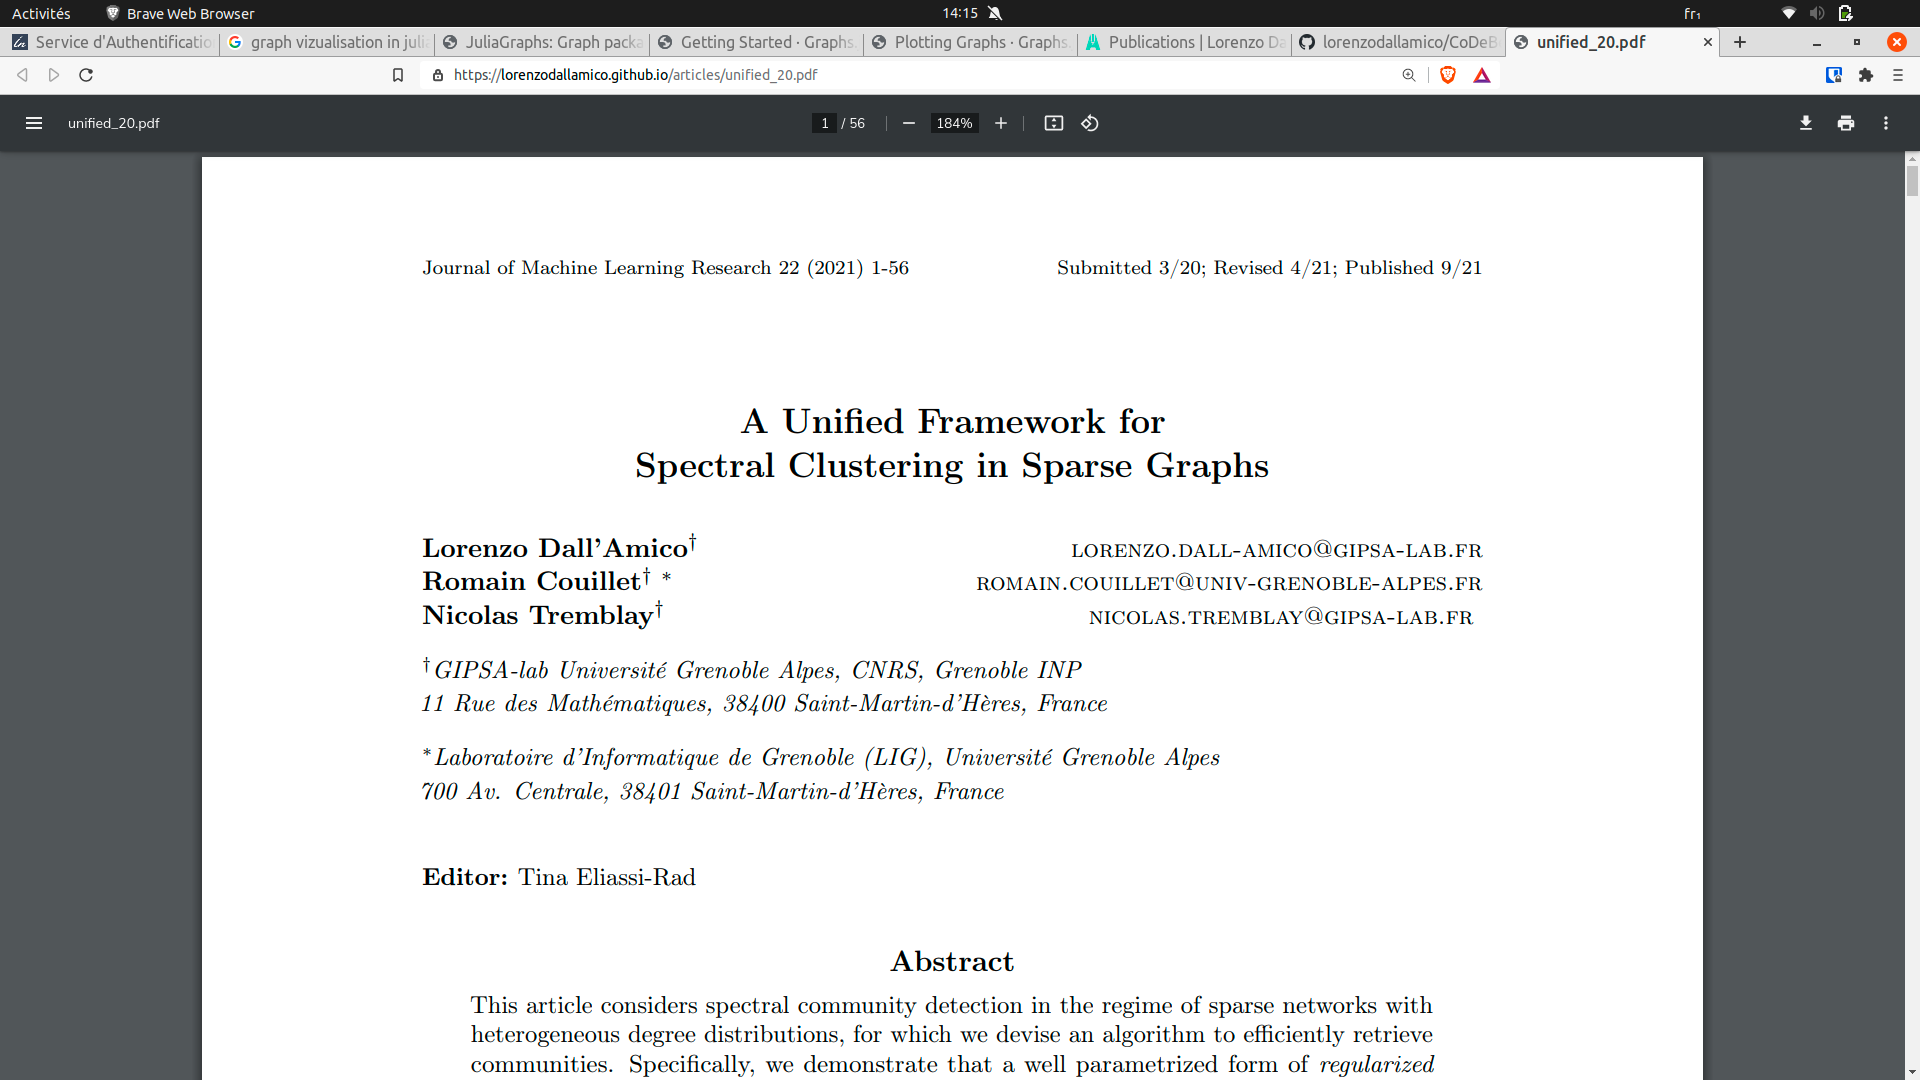 Activités Brave Web Browser 14:15 fr₁
Service d'Authentificatio graph vizualisation in juli JuliaGraphs: Graph packa Getting Started · Graphs. Plotting Graphs · Graphs. Publications | Lorenzo Da lorenzodallamico/CoDeB unified_20.pdf
https://lorenzodallamico.github.io/articles/unified_20.pdf
unified_20.pdf 1 / 56 184%
Journal of Machine Learning Research 22 (2021) 1-56 Submitted 3/20; Revised 4/21; Published 9/21
A Unified Framework for
Spectral Clustering in Sparse Graphs
Lorenzo Dall'Amico† LORENZO.DALL-AMICO@GIPSA-LAB.FR
Romain Couillet† * ROMAIN.COUILLET@UNIV-GRENOBLE-ALPES.FR
Nicolas Tremblay† NICOLAS.TREMBLAY@GIPSA-LAB.FR
†GIPSA-lab Université Grenoble Alpes, CNRS, Grenoble INP
11 Rue des Mathématiques, 38400 Saint-Martin-d'Hères, France
*Laboratoire d'Informatique de Grenoble (LIG), Université Grenoble Alpes
700 Av. Centrale, 38401 Saint-Martin-d'Hères, France
Editor: Tina Eliassi-Rad
Abstract
This article considers spectral community detection in the regime of sparse networks with
heterogeneous degree distributions, for which we devise an algorithm to efficiently retrieve
communities. Specifically, we demonstrate that a well parametrized form of regularized